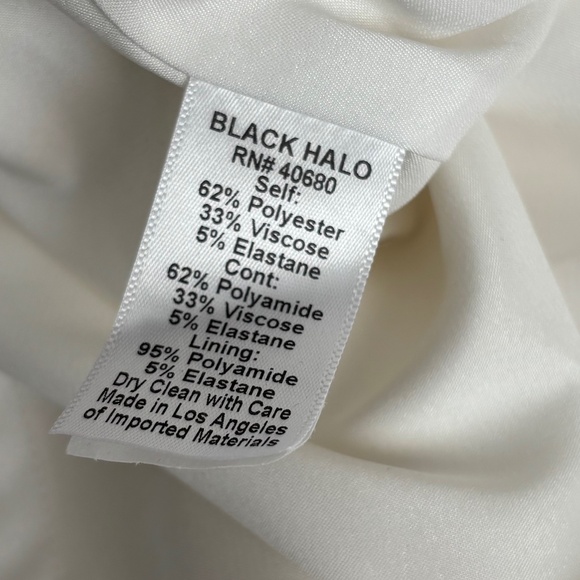 BLACK HALO
RN# 40680
Self:
62% Polyester
33% Viscose
5% Elastane
Cont:
62% Polyamide
33% Viscose
5% Elastane
Lining:
95% Polyamide
5% Elastane
Dry Clean with Care
Made in Los Angeles
of Imported Materials